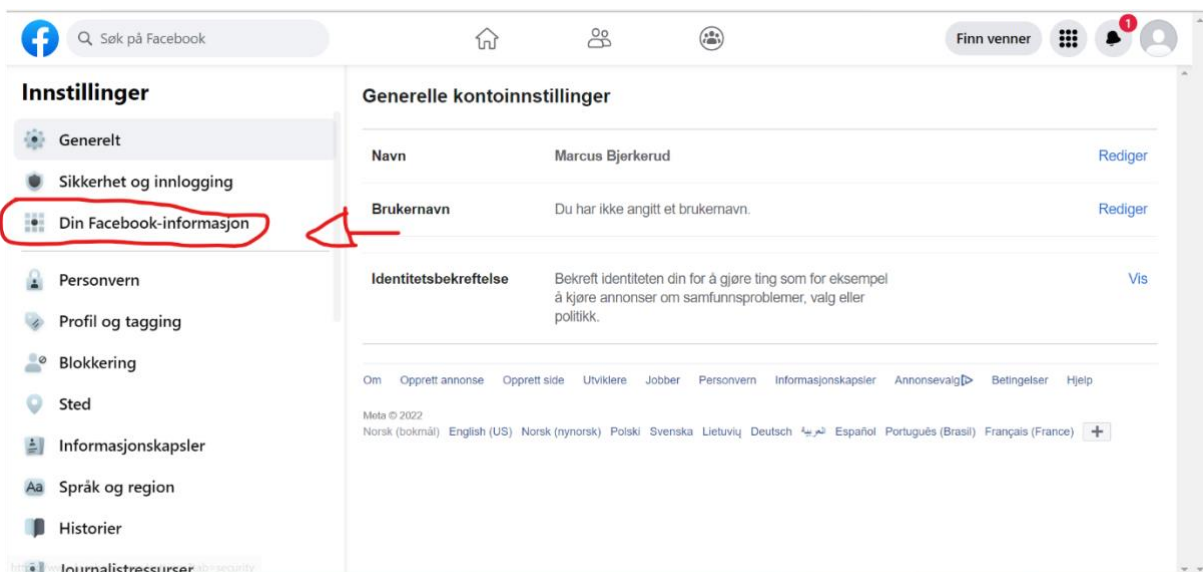 Søk på Facebook
Finn venner
1
Innstillinger
Generelt
Sikkerhet og innlogging
Din Facebook-informasjon
Personvern
Profil og tagging
Blokkering
Sted
Informasjonskapsler
Aa Språk og region
Historier
Journalistressurser
Generelle kontoinnstillinger
Navn Marcus Bjerkerud Rediger
Brukernavn Du har ikke angitt et brukernavn. Rediger
Identitetsbekreftelse Bekreft identiteten din for å gjøre ting som for eksempel Vis
å kjøre annonser om samfunnsproblemer, valg eller
politikk.
Om Opprett annonse Opprett side Utviklere Jobber Personvern Informasjonskapsler Annonsevalg Betingelser Hjelp
Meta © 2022
Norsk (bokmål) English (US) Norsk (nynorsk) Polski Svenska Lietuvių Deutsch العربية Español Português (Brasil) Français (France) +